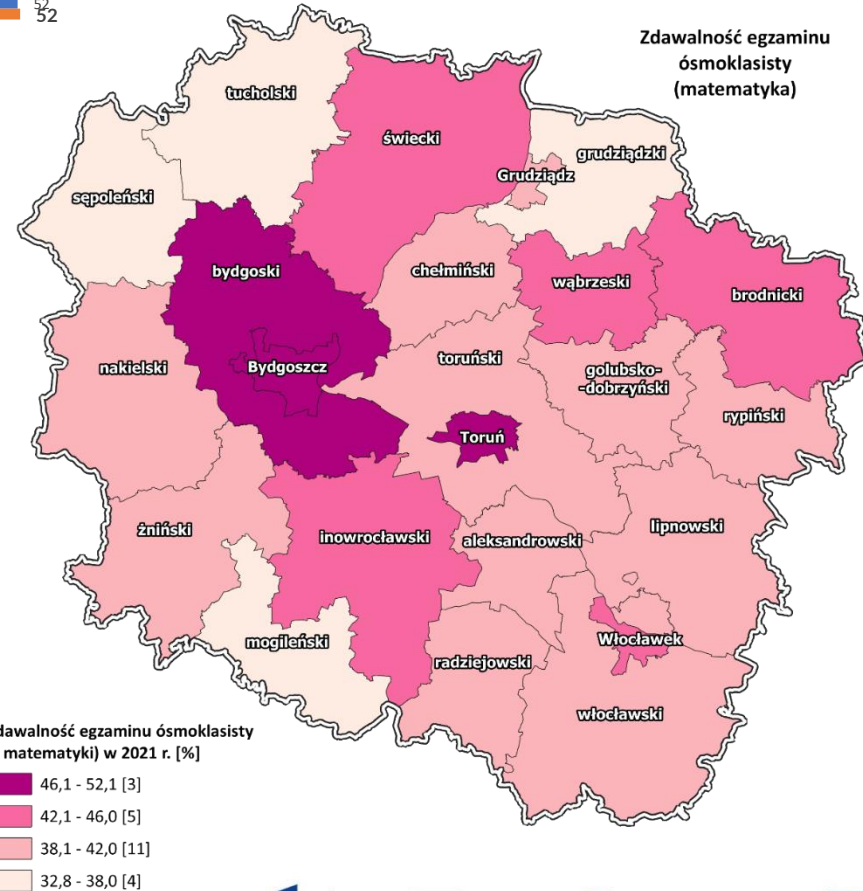 52
52
Zdawalność egzaminu
ósmoklasisty
(matematyka)
tucholski
świecki
grudziądzki
Grudziądz
sępoleński
bydgoski
chełmiński
wąbrzeski
brodnicki
nakielski
Bydgoszcz
toruński
golubsko-
-dobrzyński
rypiński
Toruń
żniński
inowrocławski
aleksandrowski
lipnowski
mogileński
radziejowski
Włocławek
włocławski
dawalność egzaminu ósmoklasisty
matematyki) w 2021 r. [%]
46,1 - 52,1 [3]
42,1 - 46,0 [5]
38,1 - 42,0 [11]
32,8 - 38,0 [4]